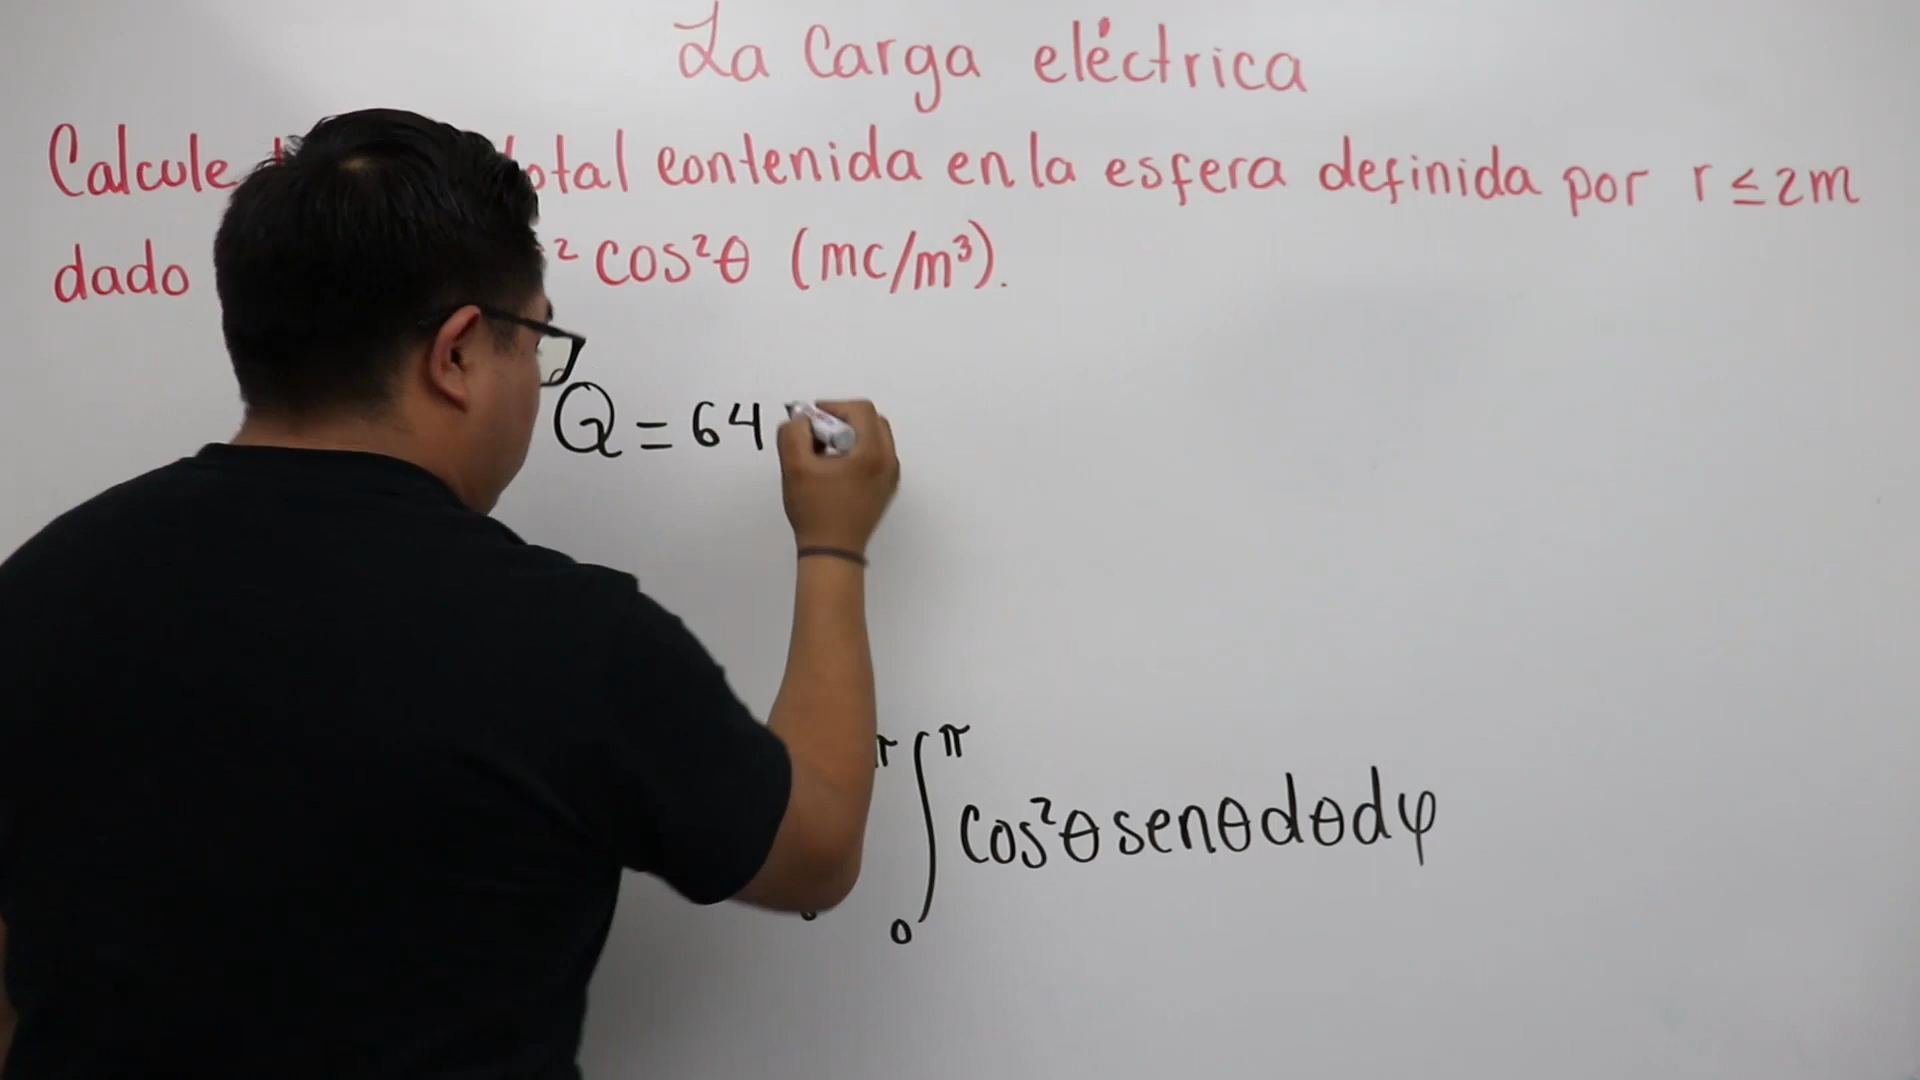 La Carga eléctrica
Calcule total contenida en la esfera definida por r ≤ 2m
dado ² cos²θ (mc/m³).
Q = 64
π ∫ π
cos²θ senθ dθ dφ
0